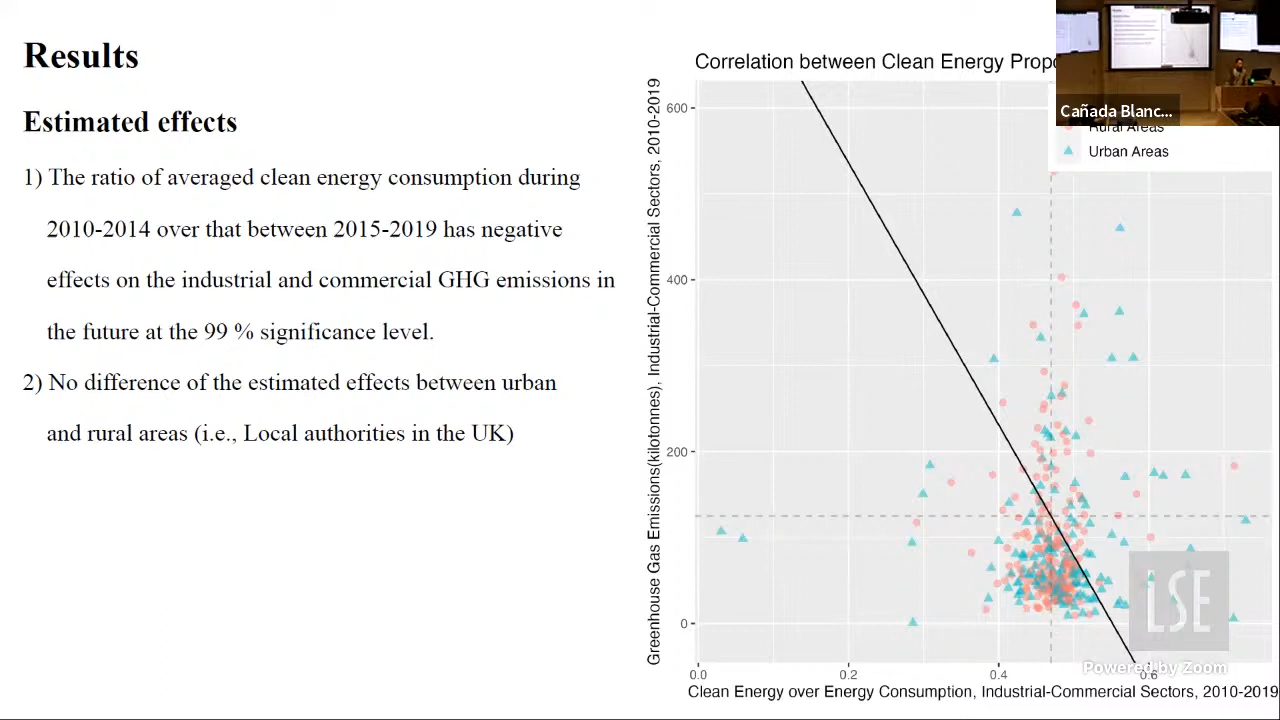 Results
Estimated effects
1) The ratio of averaged clean energy consumption during
2010-2014 over that between 2015-2019 has negative
effects on the industrial and commercial GHG emissions in
the future at the 99 % significance level.
2) No difference of the estimated effects between urban
and rural areas (i.e., Local authorities in the UK)
Correlation between Clean Energy
Cañada Blanc...
Rural Areas
Urban Areas
Greenhouse Gas Emissions(kilotonnes), Industrial-Commercial Sectors, 2010-2019
600
400
200
0
0.0
0.2
0.4
0.6
Clean Energy over Energy Consumption, Industrial-Commercial Sectors, 2010-2019
LSE
Powered by Zoom